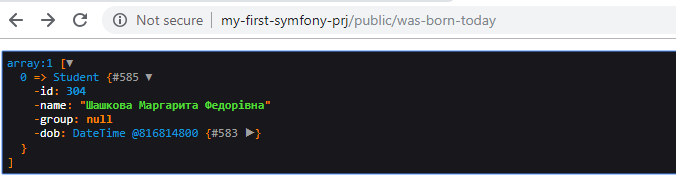 Not secure | my-first-symfony-prj/public/was-born-today
array:1 [▼
0 => Student {#585 ▼
-id: 304
-name: "Шашкова Маргарита Федорівна"
-group: null
-dob: DateTime @816814800 {#583 ▶}
}
]